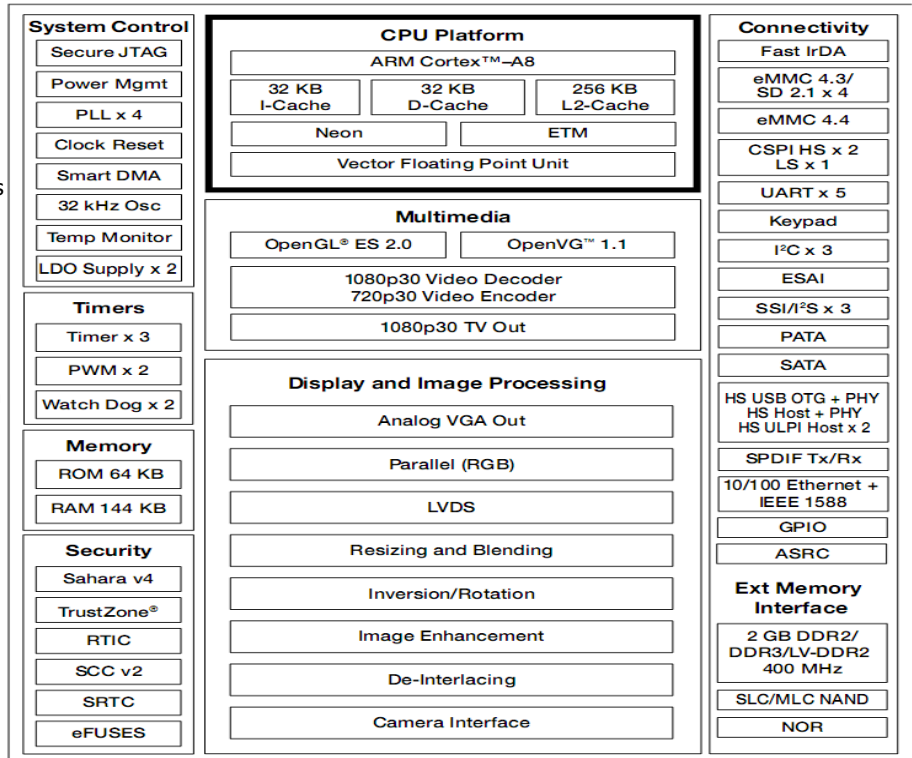 System Control
Secure JTAG
Power Mgmt
PLL x 4
Clock Reset
Smart DMA
s
32 kHz Osc
Temp Monitor
LDO Supply x 2
Timers
Timer x 3
PWM x 2
Watch Dog x 2
Memory
ROM 64 KB
RAM 144 KB
Security
Sahara v4
TrustZone®
RTIC
SCC v2
SRTC
eFUSES
CPU Platform
ARM Cortex™–A8
32 KB
I-Cache
32 KB
D-Cache
256 KB
L2-Cache
Neon
ETM
Vector Floating Point Unit
Multimedia
OpenGL® ES 2.0
OpenVG™ 1.1
1080p30 Video Decoder
720p30 Video Encoder
1080p30 TV Out
Display and Image Processing
Analog VGA Out
Parallel (RGB)
LVDS
Resizing and Blending
Inversion/Rotation
Image Enhancement
De-Interlacing
Camera Interface
Connectivity
Fast IrDA
eMMC 4.3/
SD 2.1 x 4
eMMC 4.4
CSPI HS x 2
LS x 1
UART x 5
Keypad
I²C x 3
ESAI
SSI/I²S x 3
PATA
SATA
HS USB OTG + PHY
HS Host + PHY
HS ULPI Host x 2
SPDIF Tx/Rx
10/100 Ethernet +
IEEE 1588
GPIO
ASRC
Ext Memory
Interface
2 GB DDR2/
DDR3/LV-DDR2
400 MHz
SLC/MLC NAND
NOR